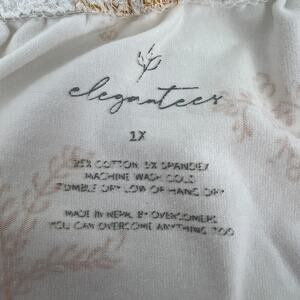 elegantees
1X
95% COTTON, 5% SPANDEX
MACHINE WASH COLD
TUMBLE DRY LOW OR HANG DRY
MADE IN NEPAL BY OVERCOMERS
YOU CAN OVERCOME ANYTHING TOO